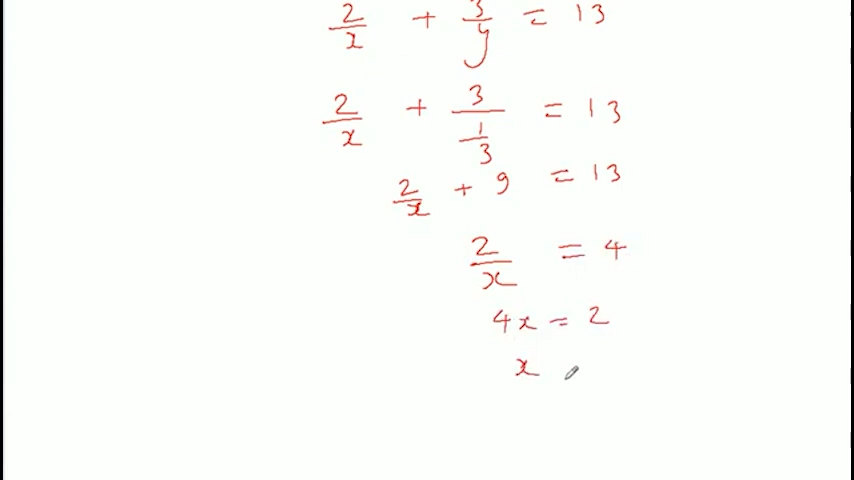 2/x + 3/y = 13
2/x + 3/(1/3) = 13
2/x + 9 = 13
2/x = 4
4x = 2
x